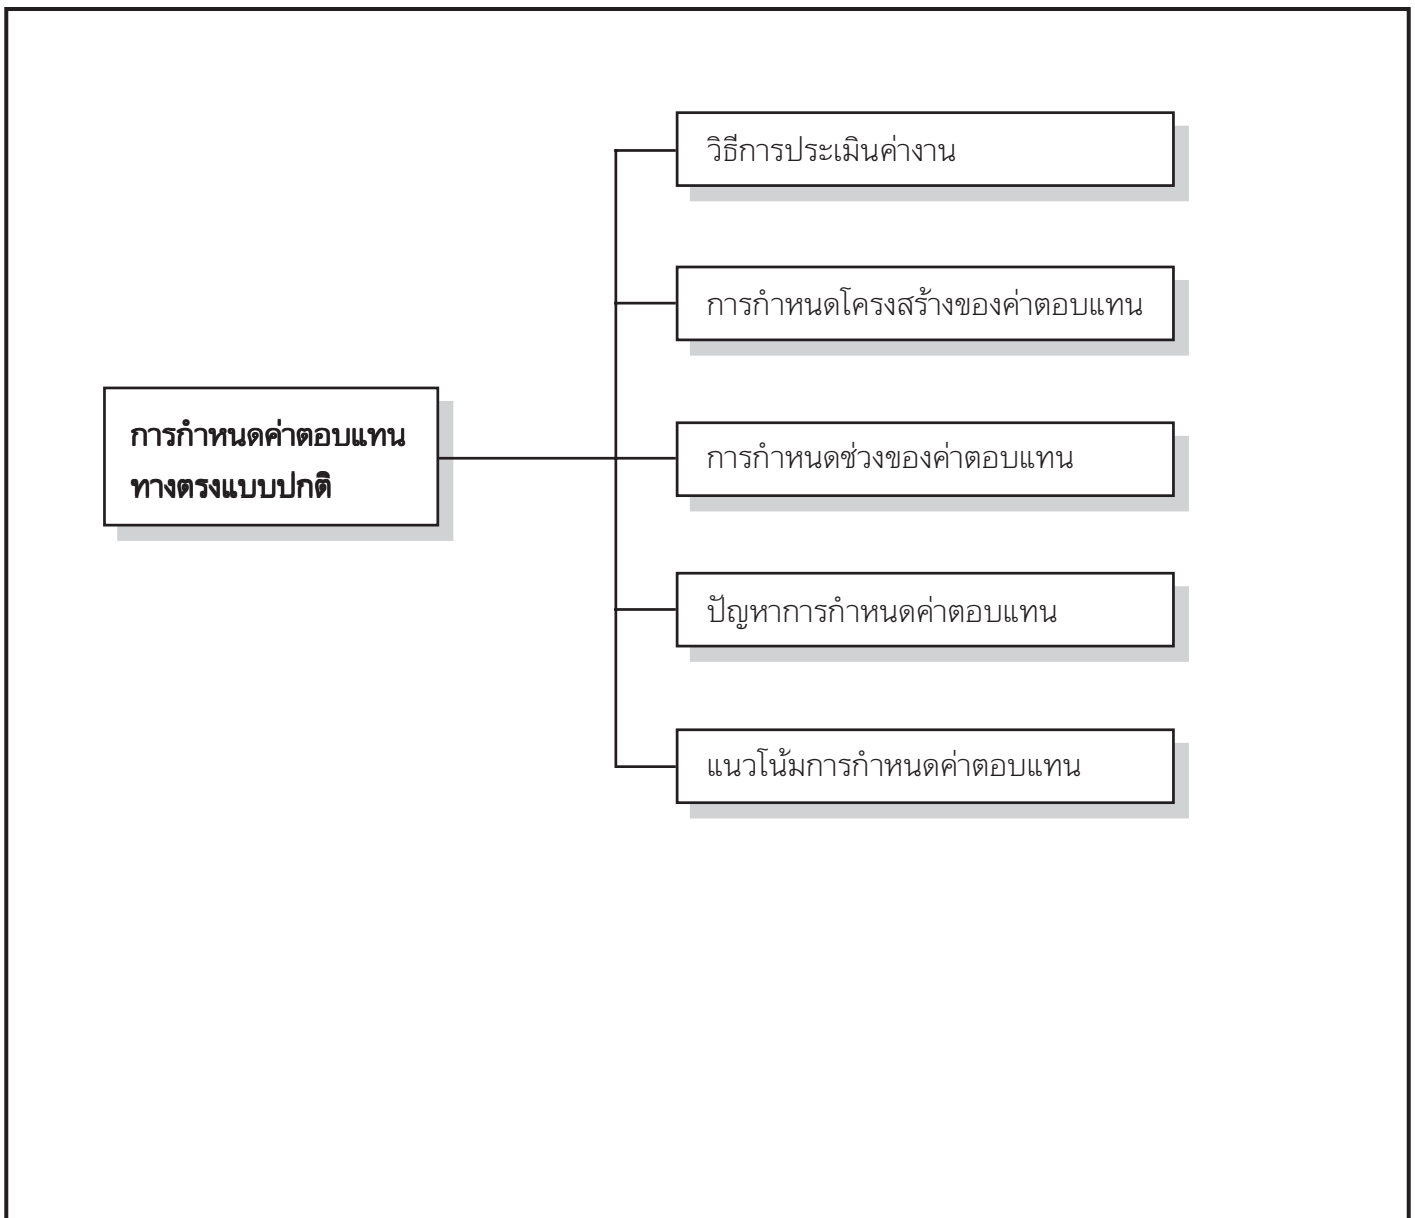 วิธีการประเมินค่างาน
การกำหนดโครงสร้างของค่าตอบแทน
การกำหนดค่าตอบแทน
ทางตรงแบบปกติ
การกำหนดช่วงของค่าตอบแทน
ปัญหาการกำหนดค่าตอบแทน
แนวโน้มการกำหนดค่าตอบแทน